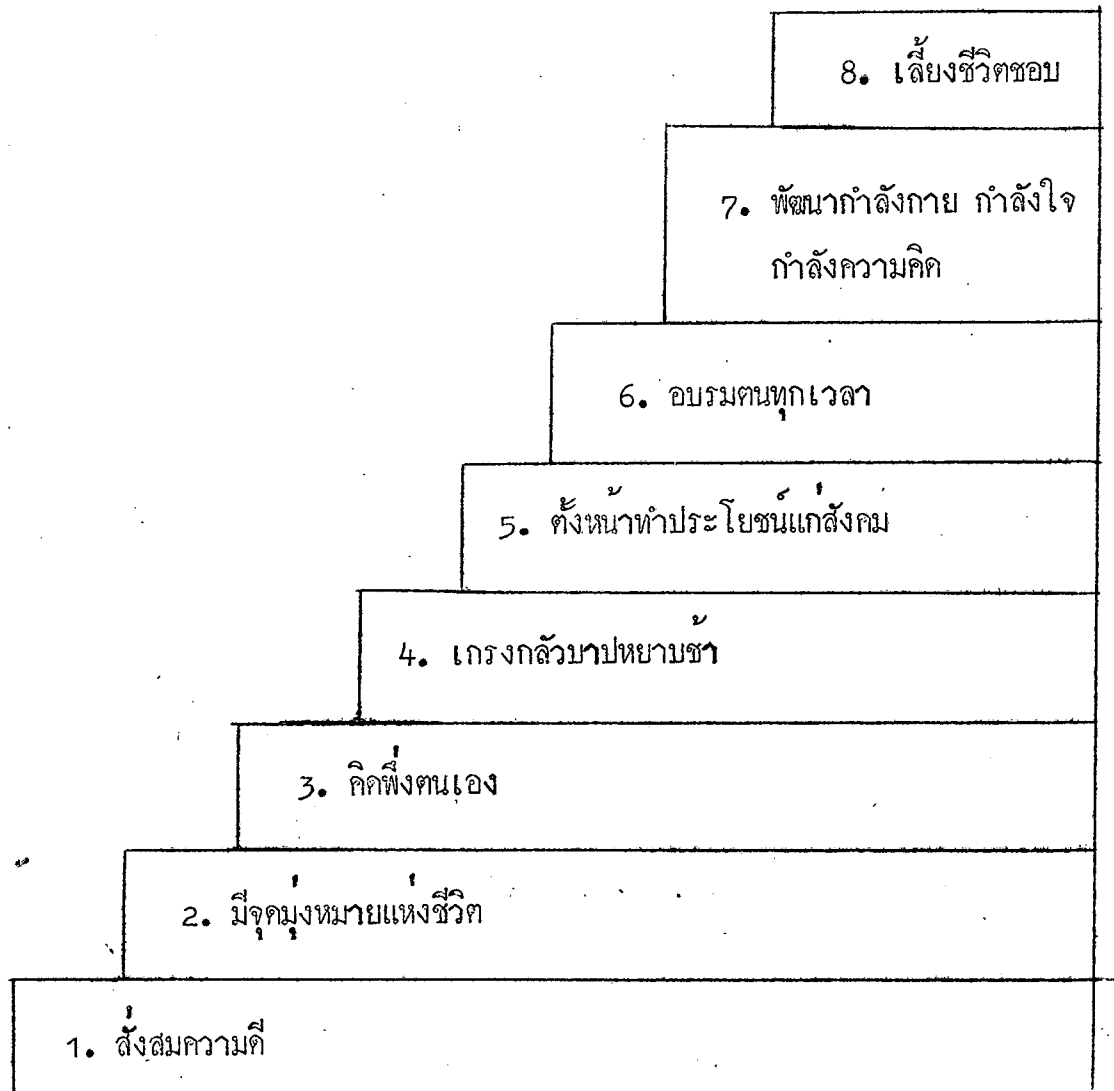 8. เลี้ยงชีวิตชอบ
7. พัฒนากำลังกาย กำลังใจ
กำลังความคิด
6. อบรมตนทุกเวลา
5. ตั้งหน้าทำประโยชน์แก่สังคม
4. เกรงกลัวบาปหยาบช้า
3. คิดพึ่งตนเอง
2. มีจุดมุ่งหมายแห่งชีวิต
1. สั่งสมความดี